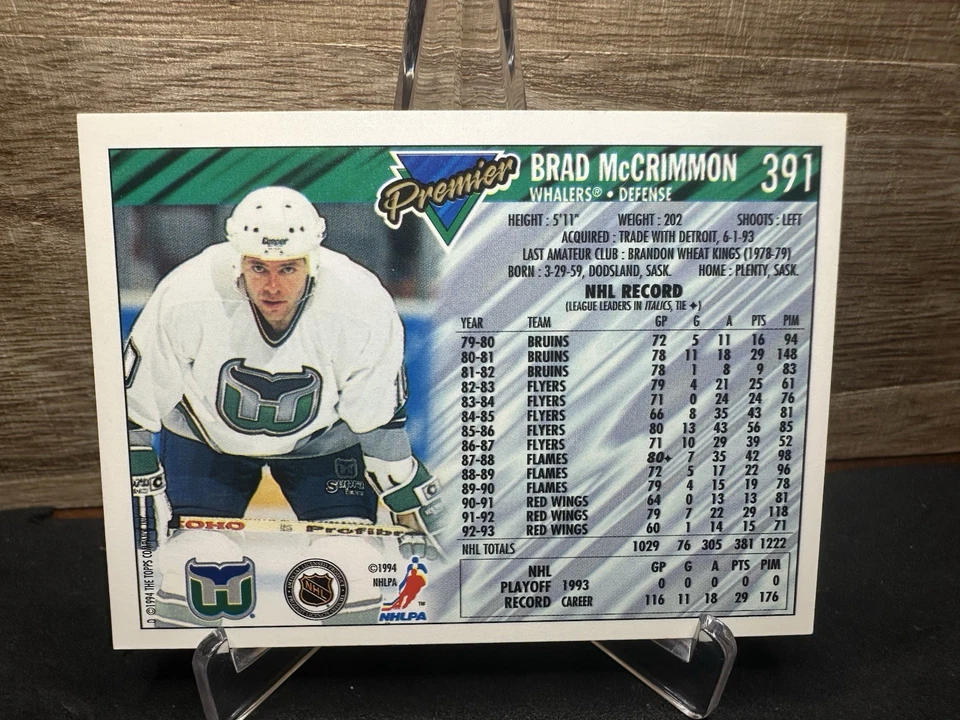 Premier
BRAD McCRIMMON 391
WHALERS® • DEFENSE
HEIGHT : 5'11" WEIGHT : 202 SHOOTS : LEFT
ACQUIRED : TRADE WITH DETROIT, 6-1-93
LAST AMATEUR CLUB : BRANDON WHEAT KINGS (1978-79)
BORN : 3-29-59, DODSLAND, SASK. HOME : PLENTY, SASK.
NHL RECORD
(LEAGUE LEADERS IN ITALICS, TIE ✦)
YEAR TEAM GP G A PTS PIM
79-80 BRUINS 72 5 11 16 94
80-81 BRUINS 78 11 18 29 148
81-82 BRUINS 78 1 8 9 83
82-83 FLYERS 79 4 21 25 61
83-84 FLYERS 71 0 24 24 76
84-85 FLYERS 66 8 35 43 81
85-86 FLYERS 80 13 43 56 85
86-87 FLYERS 71 10 29 39 52
87-88 FLAMES 80✦ 7 35 42 98
88-89 FLAMES 72 5 17 22 96
89-90 FLAMES 79 4 15 19 78
90-91 RED WINGS 64 0 13 13 81
91-92 RED WINGS 79 7 22 29 118
92-93 RED WINGS 60 1 14 15 71
NHL TOTALS 1029 76 305 381 1222
NHL GP G A PTS PIM
PLAYOFF 1993 0 0 0 0 0
RECORD CAREER 116 11 18 29 176
Cooper
Supra
KOHO Profibr
©1994
NHLPA
NHL
NHLPA
™
®
D ©1994 THE TOPPS COMPANY, INC.